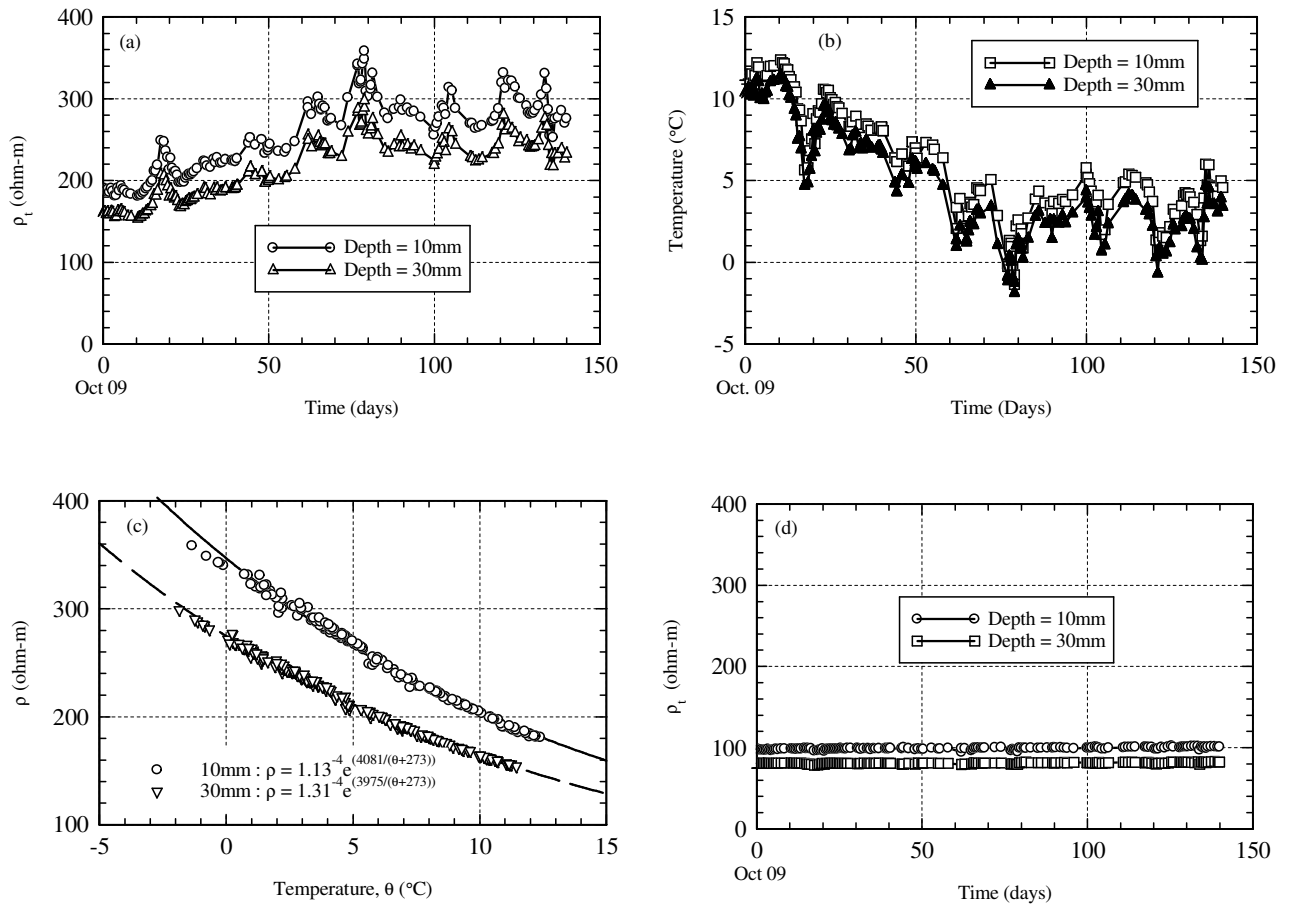 400
300
200
100
0
(a)
ρt (ohm-m)
Depth = 10mm
Depth = 30mm
0
50
100
150
Oct 09
Time (days)
15
10
5
0
-5
(b)
Temperature (°C)
Depth = 10mm
Depth = 30mm
0
50
100
150
Oct. 09
Time (Days)
400
300
200
100
(c)
ρ (ohm-m)
10mm : ρ = 1.13⁻⁴e^(4081/(θ+273))
30mm : ρ = 1.31⁻⁴e^(3975/(θ+273))
-5
0
5
10
15
Temperature, θ (°C)
400
300
200
100
0
(d)
ρt (ohm-m)
Depth = 10mm
Depth = 30mm
0
50
100
150
Oct 09
Time (days)